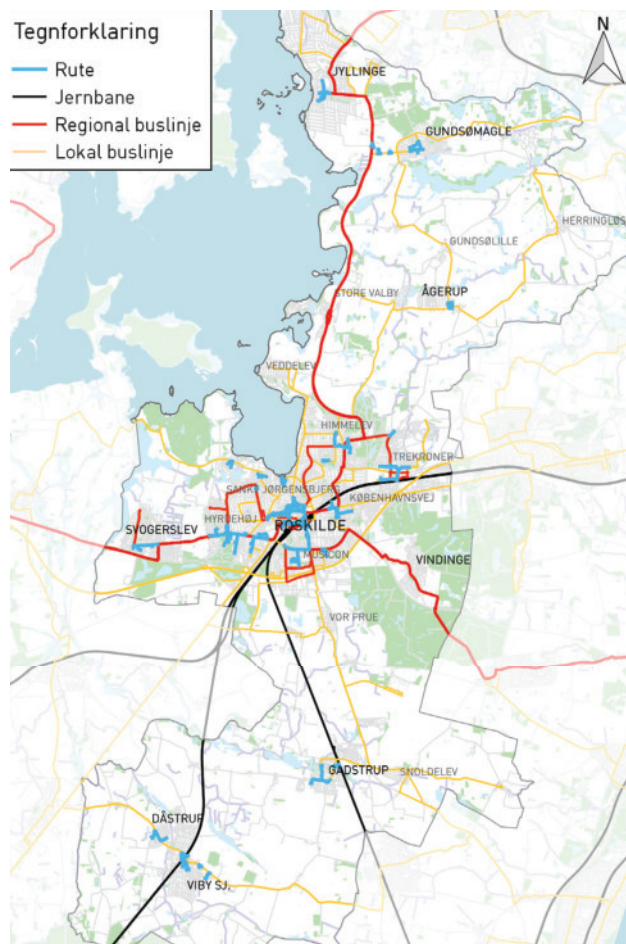 Tegnforklaring
Rute
Jernbane
Regional buslinje
Lokal buslinje
N
JYLLINGE
GUNDSØMAGLE
HERRINGLØS
GUNDSØLILLE
ÅGERUP
STORE VALBY
VEDDELEV
HIMMELEV
TREKRONER
SANKT JØRGENSBJERG
KØBENHAVNSVEJ
HYRDEHØJ
ROSKILDE
SVOGERSLEV
MUSICON
VINDINGE
VOR FRUE
GADSTRUP
SNOLDELEV
DÅSTRUP
VIBY SJ.